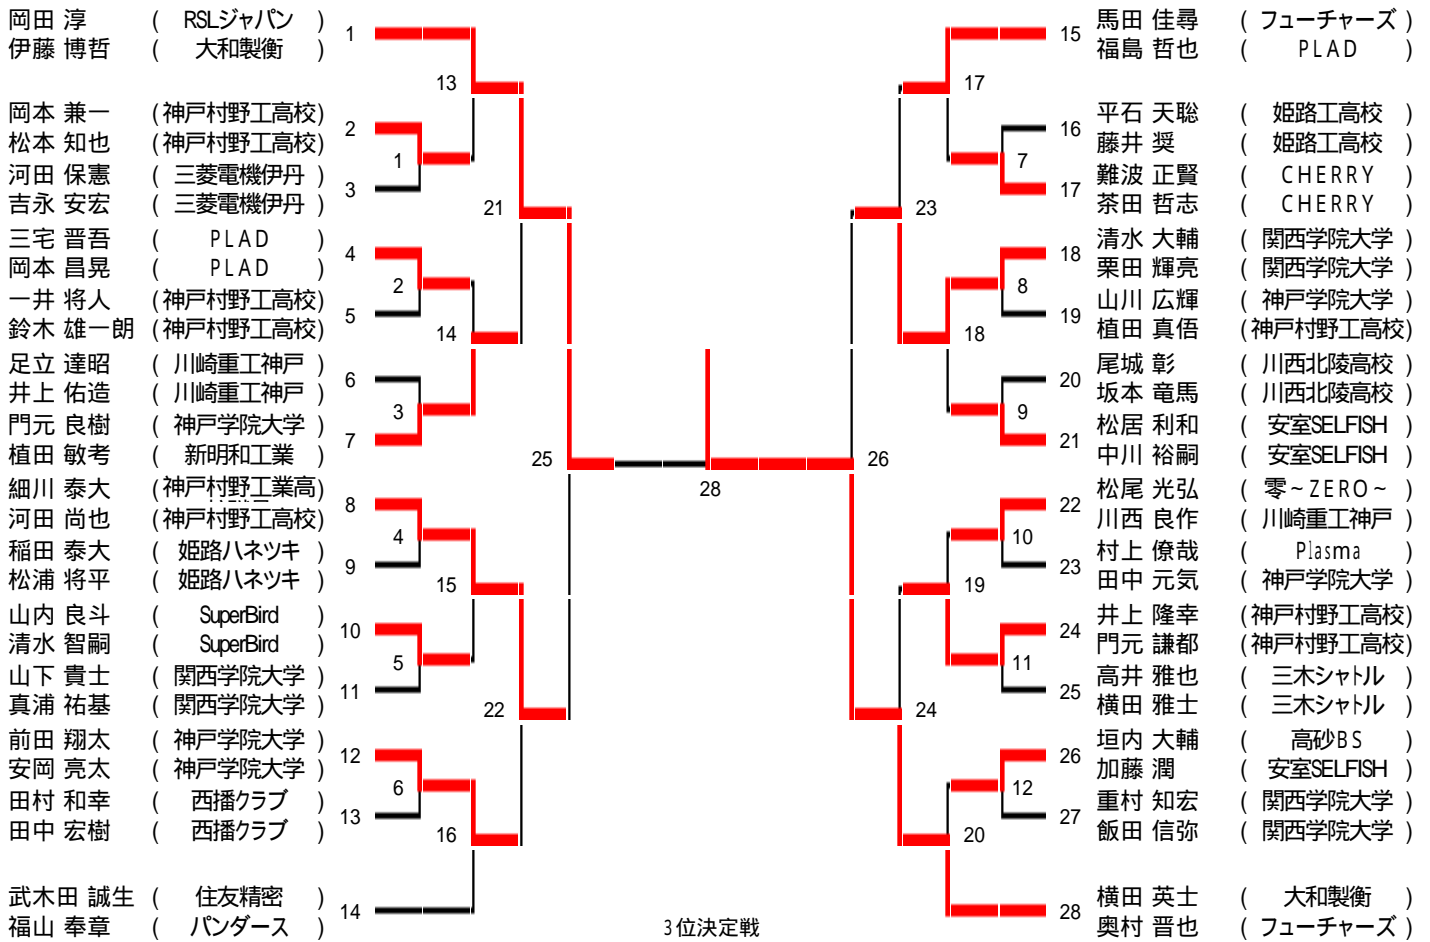 岡田 淳 ( RSLジャパン ) 1
伊藤 博哲 ( 大和製衡 )
岡本 兼一 (神戸村野工高校) 2
松本 知也 (神戸村野工高校)
河田 保憲 ( 三菱電機伊丹 ) 3
吉永 安宏 ( 三菱電機伊丹 )
三宅 晋吾 ( PLAD ) 4
岡本 昌晃 ( PLAD )
一井 将人 (神戸村野工高校) 5
鈴木 雄一朗 (神戸村野工高校)
足立 達昭 ( 川崎重工神戸 ) 6
井上 佑造 ( 川崎重工神戸 )
門元 良樹 ( 神戸学院大学 ) 7
植田 敏考 ( 新明和工業 )
細川 泰大 (神戸村野工業高) 8
河田 尚也 (神戸村野工高校)
稲田 泰大 ( 姫路ハネツキ ) 9
松浦 将平 ( 姫路ハネツキ )
山内 良斗 ( SuperBird ) 10
清水 智嗣 ( SuperBird )
山下 貴士 ( 関西学院大学 ) 11
真浦 祐基 ( 関西学院大学 )
前田 翔太 ( 神戸学院大学 ) 12
安岡 亮太 ( 神戸学院大学 )
田村 和幸 ( 西播クラブ ) 13
田中 宏樹 ( 西播クラブ )
武木田 誠生 ( 住友精密 ) 14
福山 奉章 ( パンダース )
13
1
21
2
14
3
25
4
15
5
22
6
16
28
3位決定戦
17
7
23
8
18
9
26
10
19
11
24
12
20
15 馬田 佳尋 ( フューチャーズ )
福島 哲也 ( PLAD )
16 平石 天聡 ( 姫路工高校 )
藤井 奨 ( 姫路工高校 )
17 難波 正賢 ( CHERRY )
茶田 哲志 ( CHERRY )
18 清水 大輔 ( 関西学院大学 )
栗田 輝亮 ( 関西学院大学 )
19 山川 広輝 ( 神戸学院大学 )
植田 真俉 (神戸村野工高校)
20 尾城 彰 ( 川西北陵高校 )
坂本 竜馬 ( 川西北陵高校 )
21 松居 利和 ( 安室SELFISH )
中川 裕嗣 ( 安室SELFISH )
22 松尾 光弘 ( 零~ZERO~ )
川西 良作 ( 川崎重工神戸 )
23 村上 僚哉 ( Plasma )
田中 元気 ( 神戸学院大学 )
24 井上 隆幸 (神戸村野工高校)
門元 謙都 (神戸村野工高校)
25 高井 雅也 ( 三木シャトル )
横田 雅士 ( 三木シャトル )
26 垣内 大輔 ( 高砂BS )
加藤 潤 ( 安室SELFISH )
27 重村 知宏 ( 関西学院大学 )
飯田 信弥 ( 関西学院大学 )
28 横田 英士 ( 大和製衡 )
奥村 晋也 ( フューチャーズ )